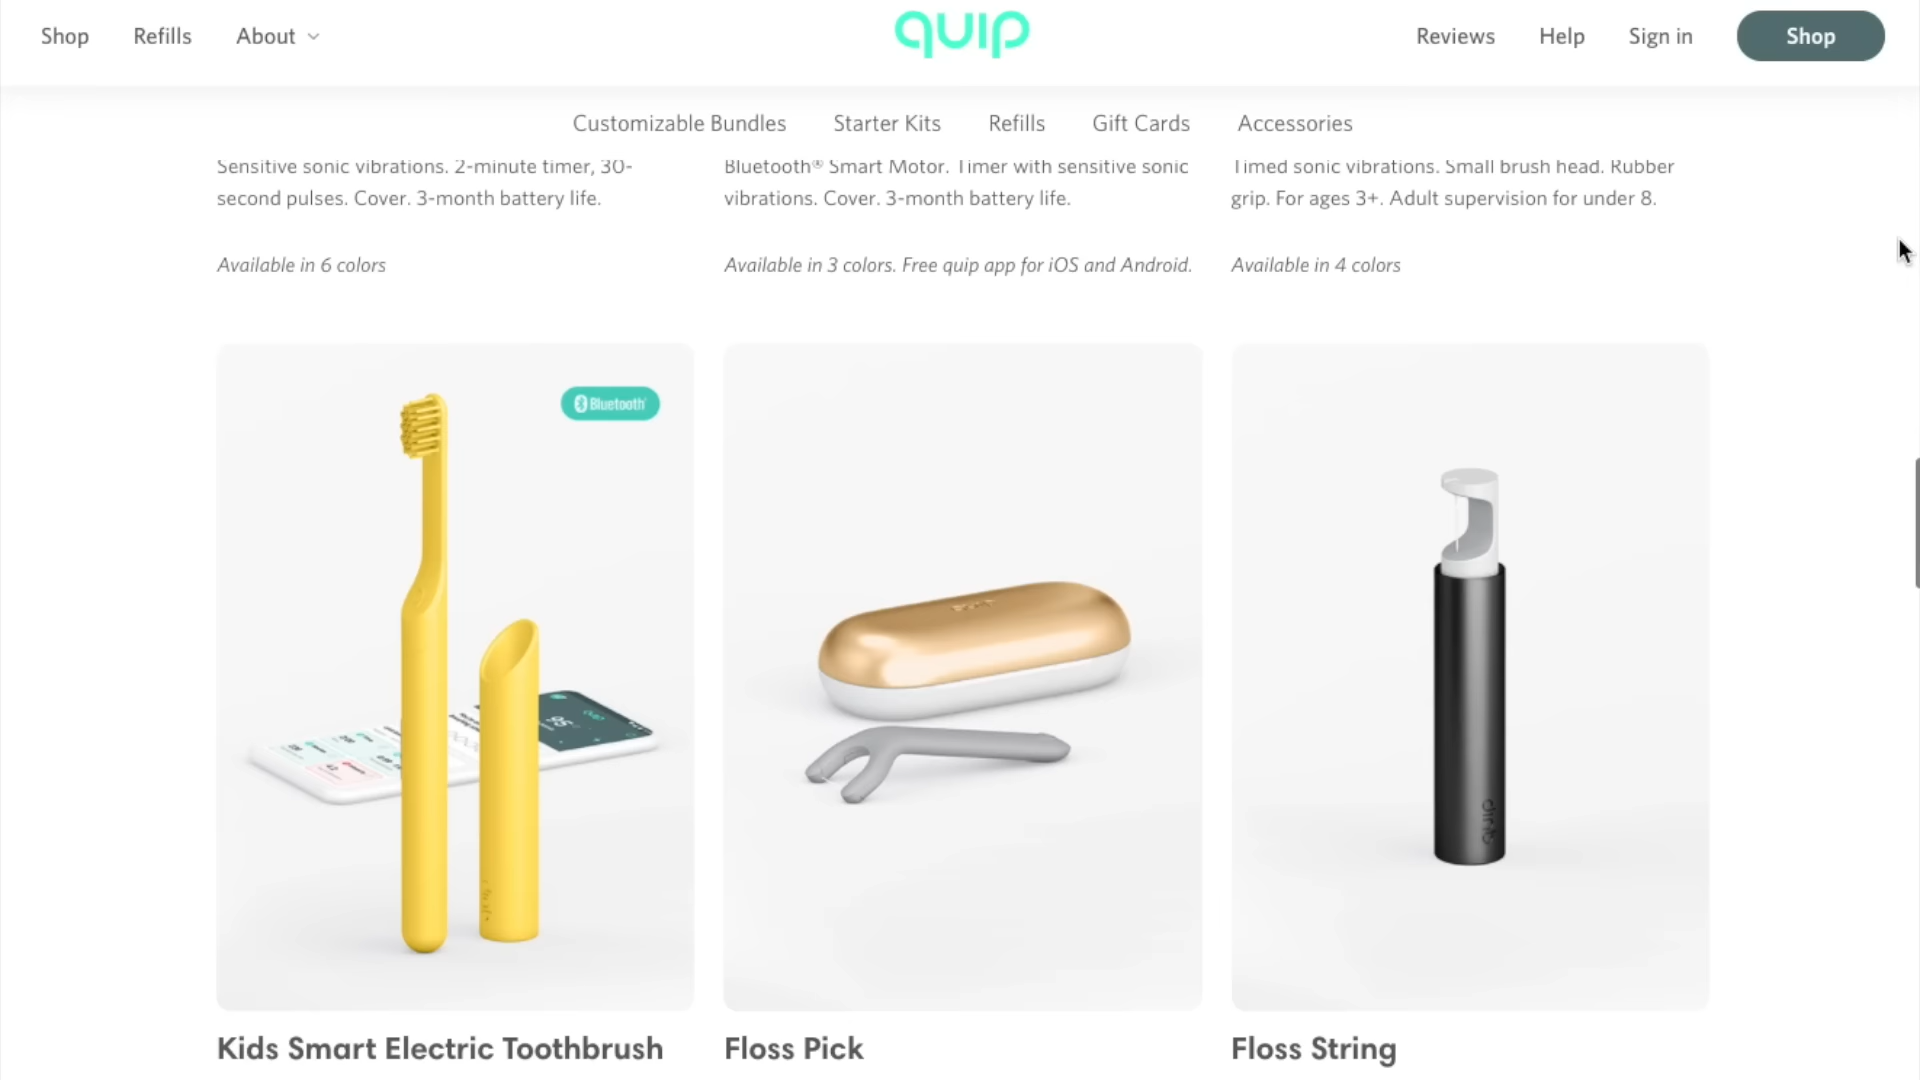 Shop Refills About
quip
Reviews Help Sign in Shop
Customizable Bundles Starter Kits Refills Gift Cards Accessories
Sensitive sonic vibrations. 2-minute timer, 30-
second pulses. Cover. 3-month battery life.
Available in 6 colors
Bluetooth® Smart Motor. Timer with sensitive sonic
vibrations. Cover. 3-month battery life.
Available in 3 colors. Free quip app for iOS and Android.
Timed sonic vibrations. Small brush head. Rubber
grip. For ages 3+. Adult supervision for under 8.
Available in 4 colors
Bluetooth
95
quip
Kids Smart Electric Toothbrush
Floss Pick
Floss String